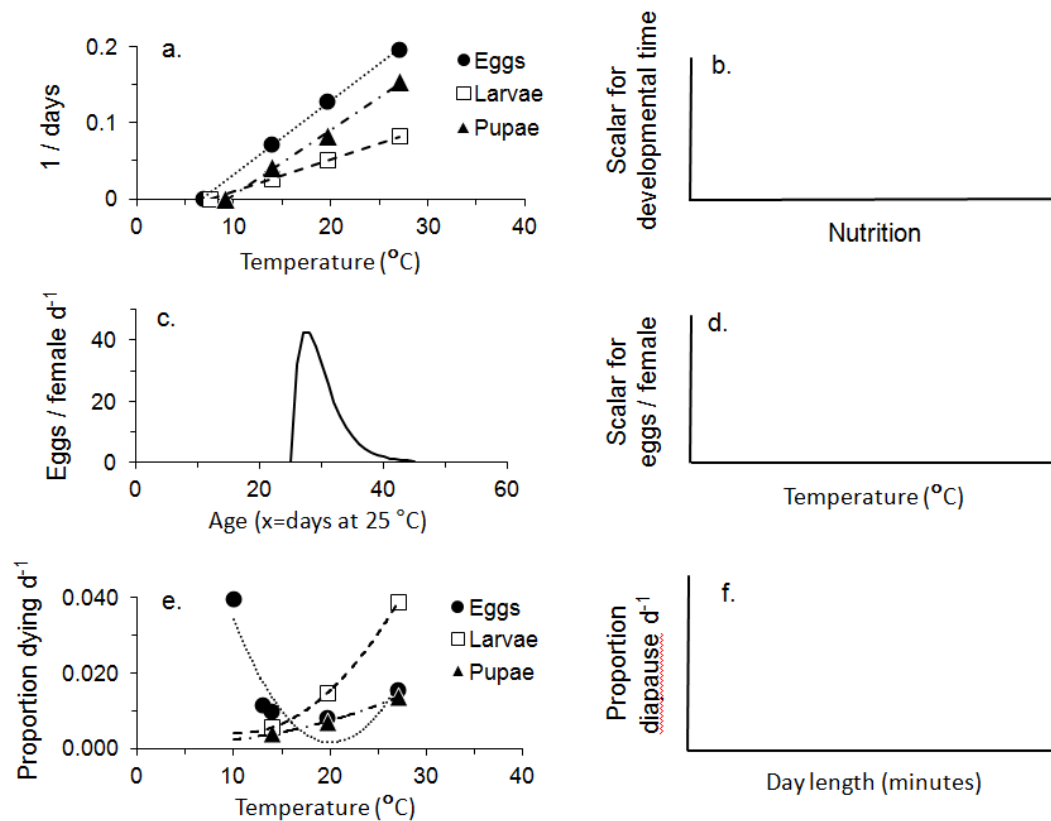 a.
0.2
0.1
0
1 / days
0 10 20 30 40
Temperature (°C)
Eggs
Larvae
Pupae
b.
Scalar for
developmental time
Nutrition
c.
40
20
0
Eggs / female d-1
0 20 40 60
Age (x=days at 25 °C)
d.
Scalar for
eggs / female
Temperature (°C)
e.
0.040
0.020
0.000
Proportion dying d-1
0 10 20 30 40
Temperature (°C)
Eggs
Larvae
Pupae
f.
Proportion
diapause d-1
Day length (minutes)